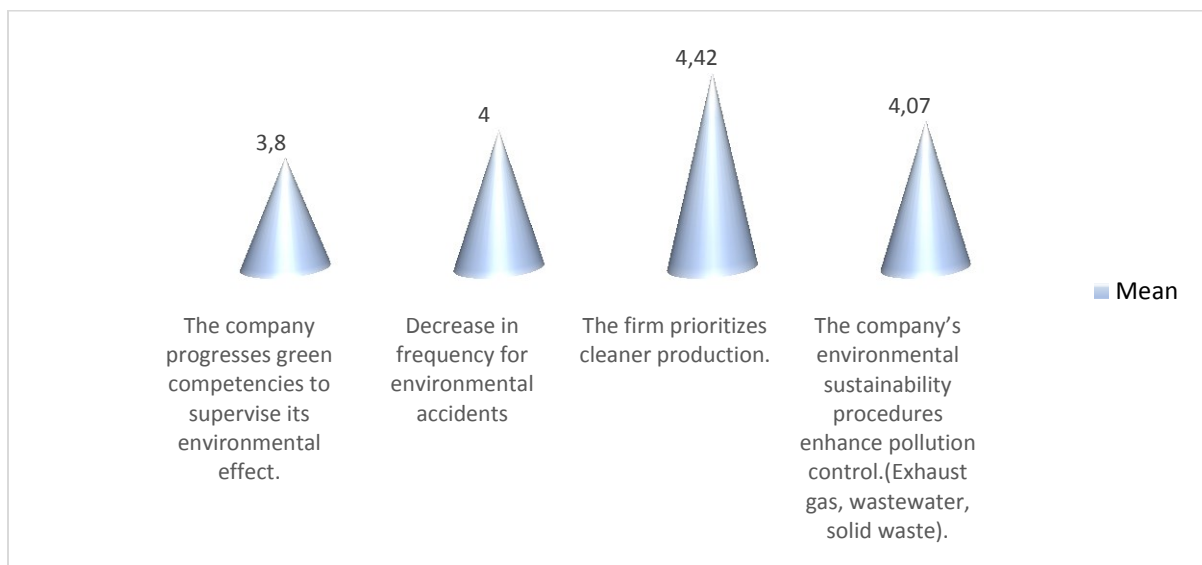 4,42
4,07
4
3,8
Mean
The company
progresses green
competencies to
supervise its
environmental
effect.
Decrease in
frequency for
environmental
accidents
The firm prioritizes
cleaner production.
The company’s
environmental
sustainability
procedures
enhance pollution
control.(Exhaust
gas, wastewater,
solid waste).